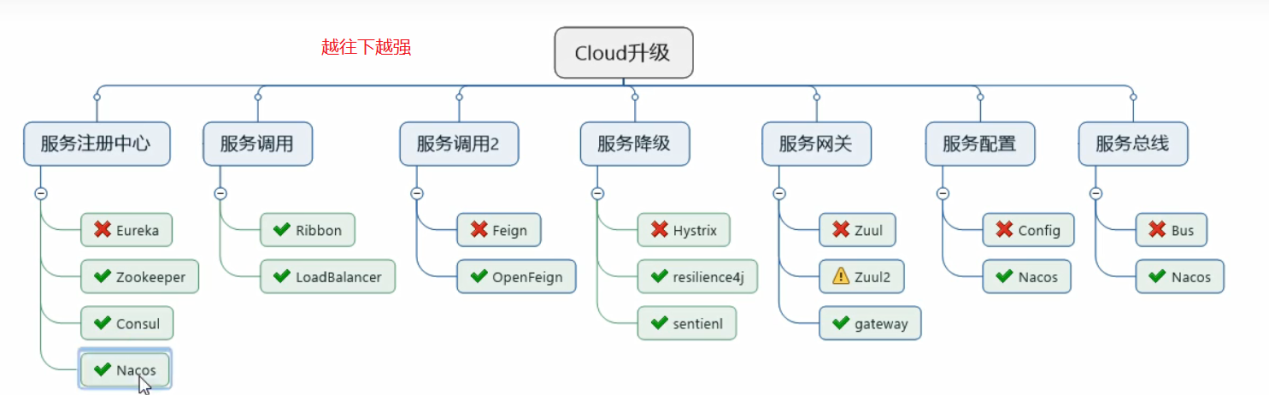 越往下越强
Cloud升级
服务注册中心
Eureka
Zookeeper
Consul
Nacos
服务调用
Ribbon
LoadBalancer
服务调用2
Feign
OpenFeign
服务降级
Hystrix
resilience4j
sentienl
服务网关
Zuul
Zuul2
gateway
服务配置
Config
Nacos
服务总线
Bus
Nacos